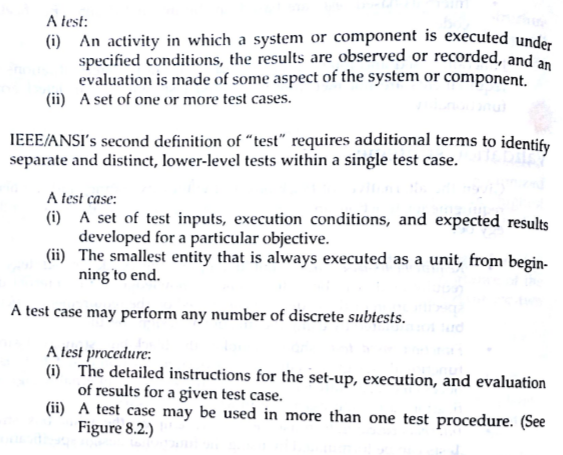 A test:
(i) An activity in which a system or component is executed under
specified conditions, the results are observed or recorded, and an
evaluation is made of some aspect of the system or component.
(ii) A set of one or more test cases.
IEEE/ANSI's second definition of "test" requires additional terms to identify
separate and distinct, lower-level tests within a single test case.
A test case:
(i) A set of test inputs, execution conditions, and expected results
developed for a particular objective.
(ii) The smallest entity that is always executed as a unit, from begin-
ning to end.
A test case may perform any number of discrete subtests.
A test procedure:
(i) The detailed instructions for the set-up, execution, and evaluation
of results for a given test case.
(ii) A test case may be used in more than one test procedure. (See
Figure 8.2.)